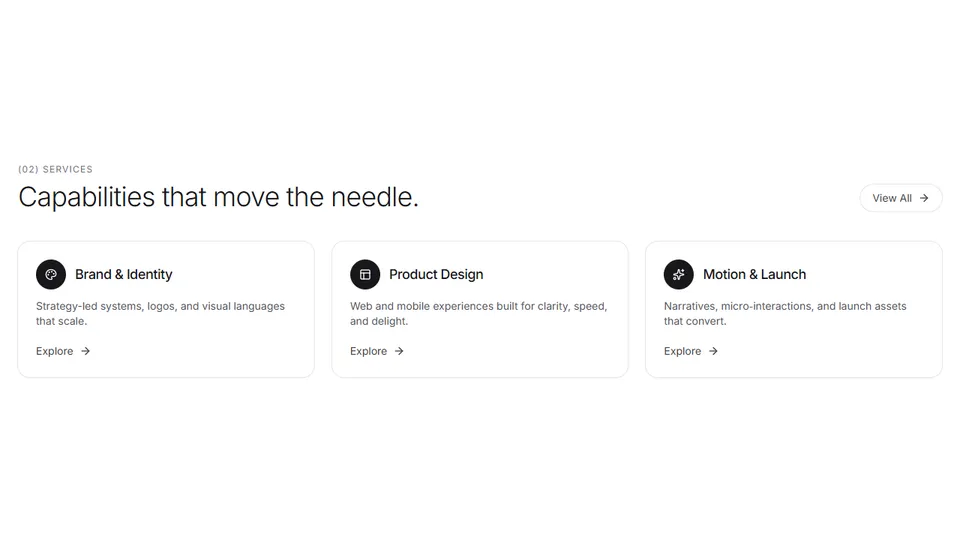 (02) SERVICES
Capabilities that move the needle.
View All
Brand & Identity
Strategy-led systems, logos, and visual languages
that scale.
Explore
Product Design
Web and mobile experiences built for clarity, speed,
and delight.
Explore
Motion & Launch
Narratives, micro-interactions, and launch assets
that convert.
Explore